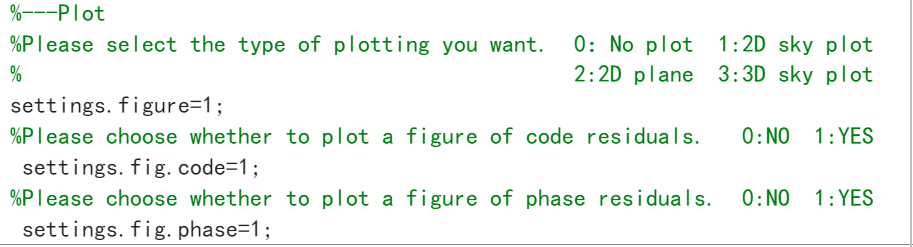 %---Plot
%Please select the type of plotting you want.  0: No plot  1:2D sky plot
%                                              2:2D plane  3:3D sky plot
settings.figure=1;
%Please choose whether to plot a figure of code residuals.   0:NO  1:YES
 settings.fig.code=1;
%Please choose whether to plot a figure of phase residuals.  0:NO  1:YES
 settings.fig.phase=1;